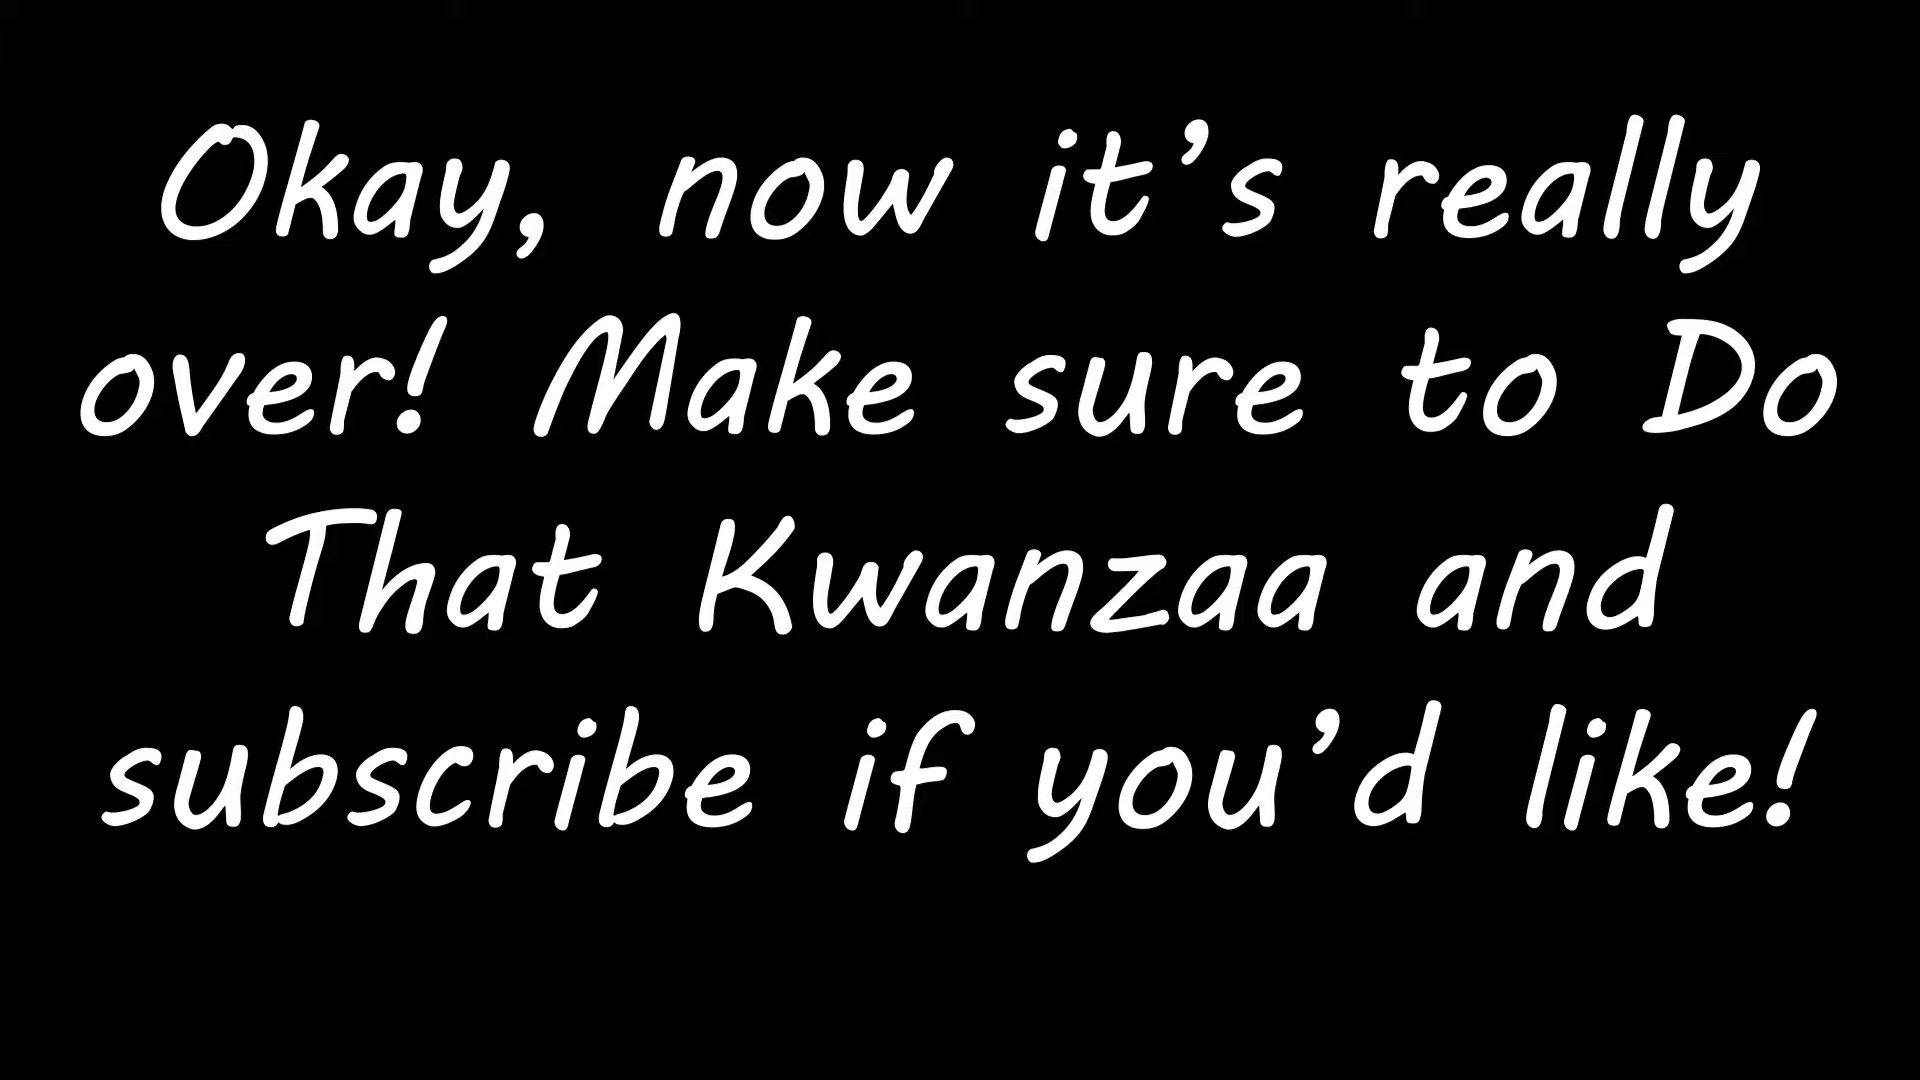 Okay, now it’s really
over! Make sure to Do
That Kwanzaa and
subscribe if you’d like!